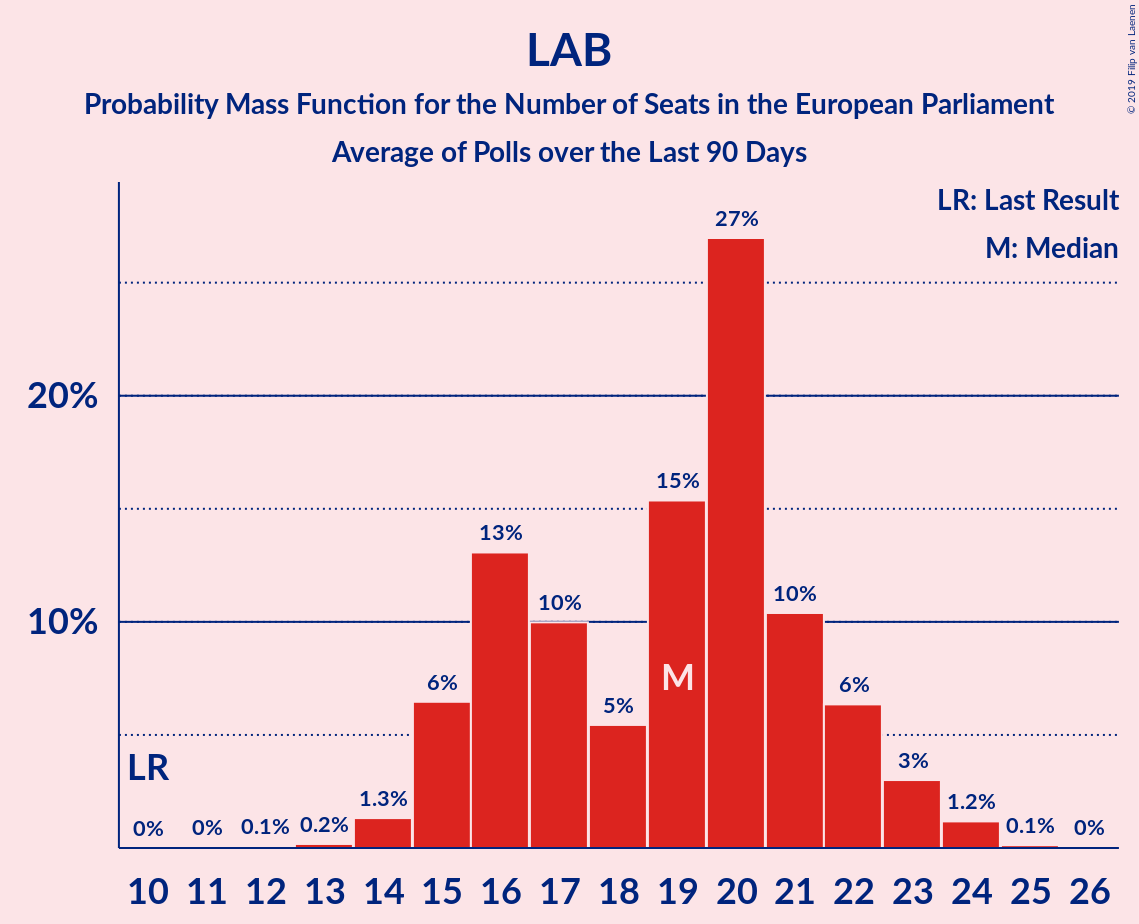 LAB
Probability Mass Function for the Number of Seats in the European Parliament
Average of Polls over the Last 90 Days
© 2019 Filip van Laenen
LR: Last Result
M: Median
27%
20%
15%
13%
10%
10%
10%
M
6%
6%
5%
3%
LR
1.3%
1.2%
0%
0%
0.1%
0.2%
0.1%
0%
10 11 12 13 14 15 16 17 18 19 20 21 22 23 24 25 26